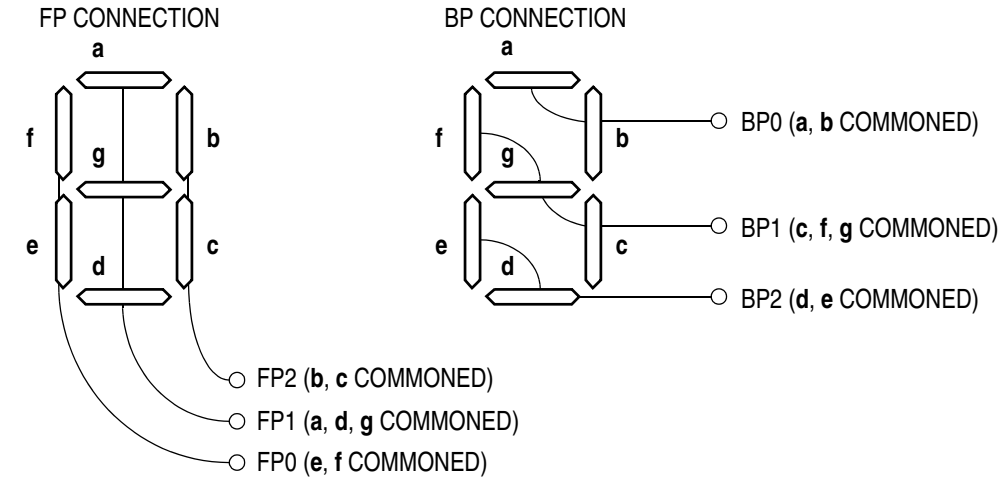 FP CONNECTION
a
f
b
g
e
c
d
FP2 (b, c COMMONED)
FP1 (a, d, g COMMONED)
FP0 (e, f COMMONED)
BP CONNECTION
a
BP0 (a, b COMMONED)
f
b
g
BP1 (c, f, g COMMONED)
e
c
d
BP2 (d, e COMMONED)